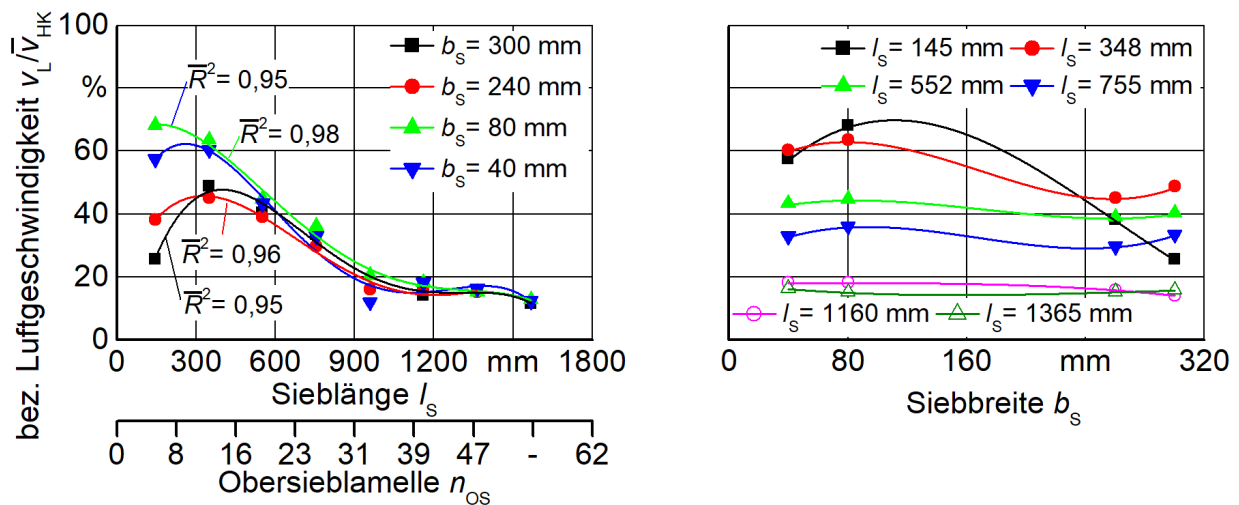 bez. Luftgeschwindigkeit v_L/v̅_HK
100
%
60
40
20
0
b_S= 300 mm
b_S= 240 mm
b_S= 80 mm
b_S= 40 mm
R̅²= 0,95
R̅²= 0,98
R̅²= 0,96
R̅²= 0,95
0 300 600 900 1200 mm 1800
Sieblänge l_S
0 8 16 23 31 39 47 - 62
Obersieblamelle n_OS
l_S= 145 mm l_S= 348 mm
l_S= 552 mm l_S= 755 mm
l_S= 1160 mm l_S= 1365 mm
0 80 160 mm 320
Siebbreite b_S